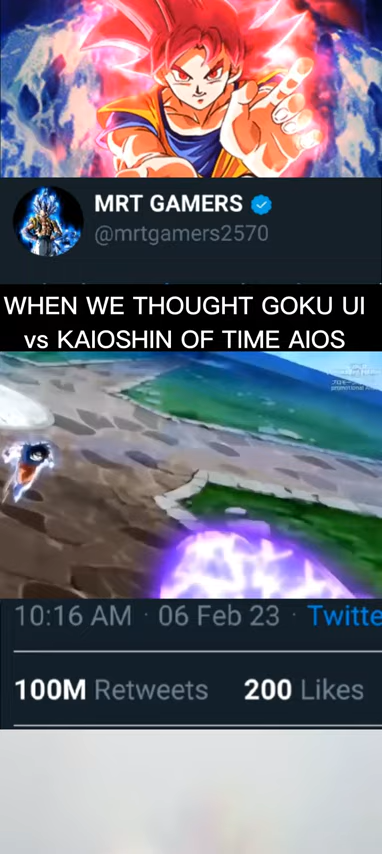 MRT GAMERS
@mrtgamers2570
WHEN WE THOUGHT GOKU UI
vs KAIOSHIN OF TIME AIOS
10:16 AM · 06 Feb 23 · Twitte
100M Retweets 200 Likes